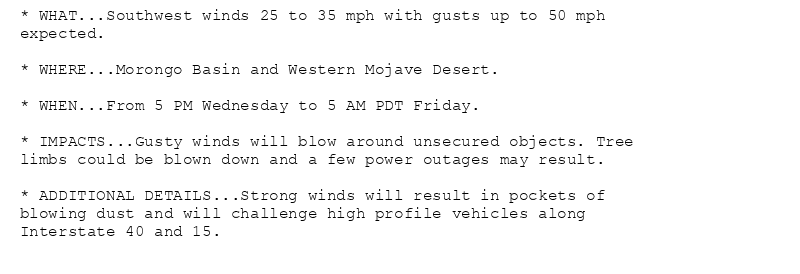 * WHAT...Southwest winds 25 to 35 mph with gusts up to 50 mph
expected.
* WHERE...Morongo Basin and Western Mojave Desert.
* WHEN...From 5 PM Wednesday to 5 AM PDT Friday.
* IMPACTS...Gusty winds will blow around unsecured objects. Tree
limbs could be blown down and a few power outages may result.
* ADDITIONAL DETAILS...Strong winds will result in pockets of
blowing dust and will challenge high profile vehicles along
Interstate 40 and 15.